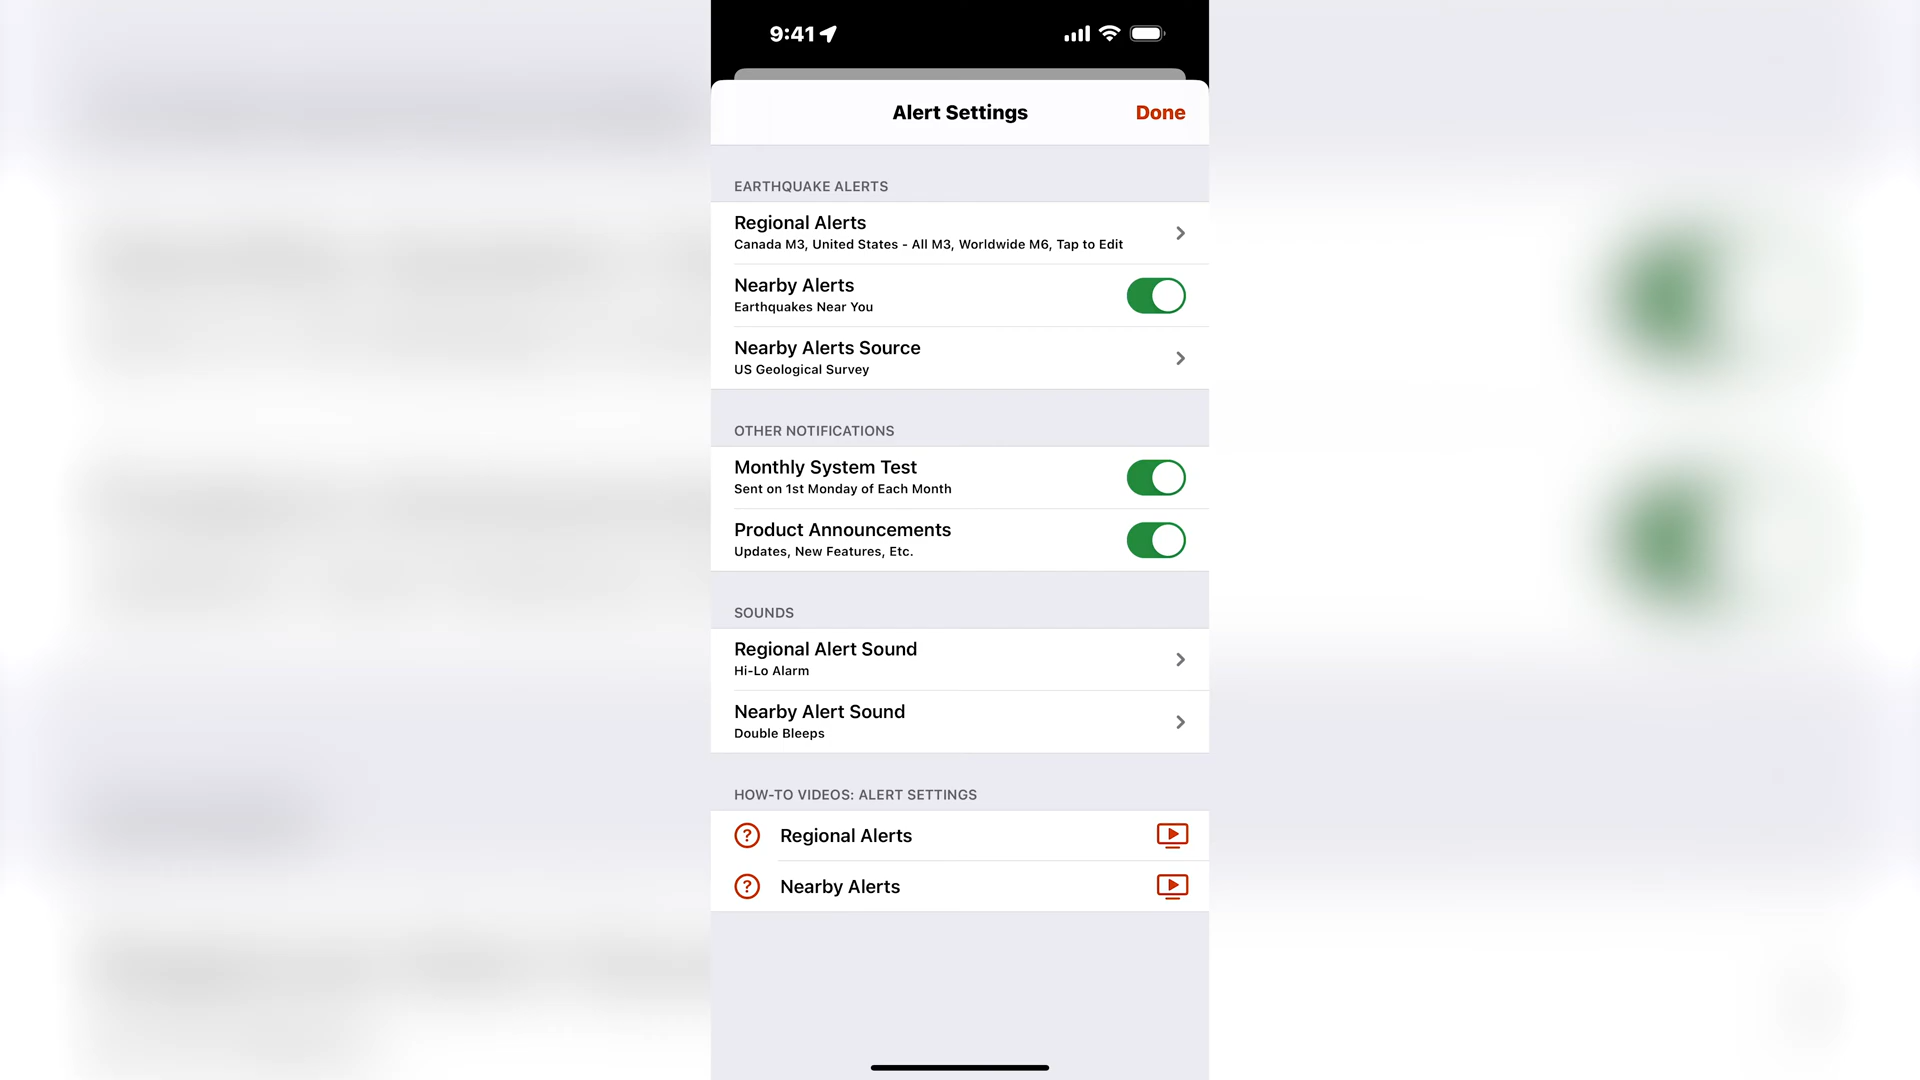 9:41
Alert Settings
Done
EARTHQUAKE ALERTS
Regional Alerts
Canada M3, United States - All M3, Worldwide M6, Tap to Edit
Nearby Alerts
Earthquakes Near You
Nearby Alerts Source
US Geological Survey
OTHER NOTIFICATIONS
Monthly System Test
Sent on 1st Monday of Each Month
Product Announcements
Updates, New Features, Etc.
SOUNDS
Regional Alert Sound
Hi-Lo Alarm
Nearby Alert Sound
Double Bleeps
HOW-TO VIDEOS: ALERT SETTINGS
? Regional Alerts
? Nearby Alerts